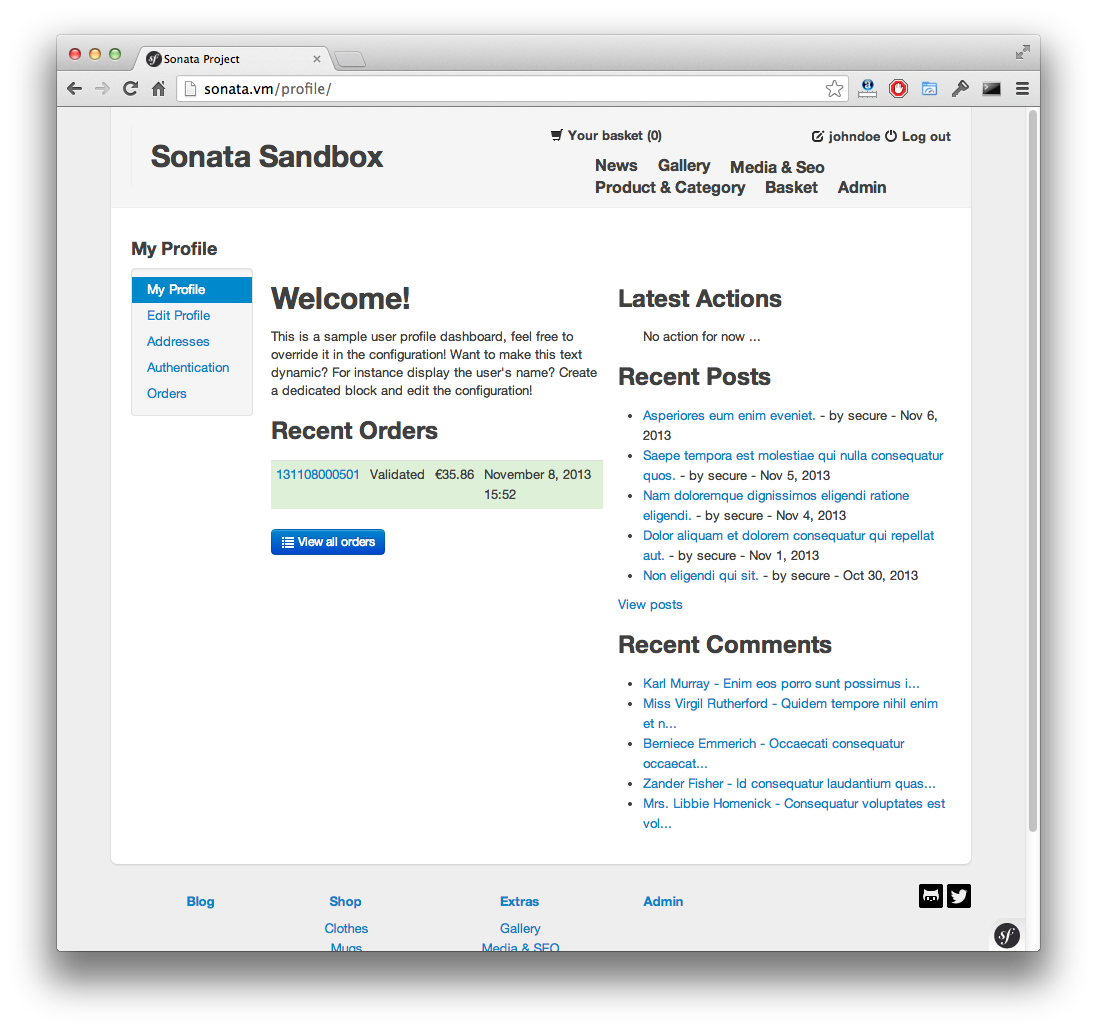 Sonata Project
sonata.vm/profile/
Sonata Sandbox
Your basket (0)
johndoe Log out
News Gallery Media & Seo
Product & Category Basket Admin
My Profile
My Profile
Edit Profile
Addresses
Authentication
Orders
Welcome!
This is a sample user profile dashboard, feel free to
override it in the configuration! Want to make this text
dynamic? For instance display the user's name? Create
a dedicated block and edit the configuration!
Recent Orders
131108000501 Validated €35.86 November 8, 2013
15:52
View all orders
Latest Actions
No action for now ...
Recent Posts
• Asperiores eum enim eveniet. - by secure - Nov 6,
2013
• Saepe tempora est molestiae qui nulla consequatur
quos. - by secure - Nov 5, 2013
• Nam doloremque dignissimos eligendi ratione
eligendi. - by secure - Nov 4, 2013
• Dolor aliquam et dolorem consequatur qui repellat
aut. - by secure - Nov 1, 2013
• Non eligendi qui sit. - by secure - Oct 30, 2013
View posts
Recent Comments
• Karl Murray - Enim eos porro sunt possimus i...
• Miss Virgil Rutherford - Quidem tempore nihil enim
et n...
• Berniece Emmerich - Occaecati consequatur
occaecat...
• Zander Fisher - Id consequatur laudantium quas...
• Mrs. Libbie Homenick - Consequatur voluptates est
vol...
Blog Shop Extras Admin
Clothes Gallery
Mugs Media & SEO
sf